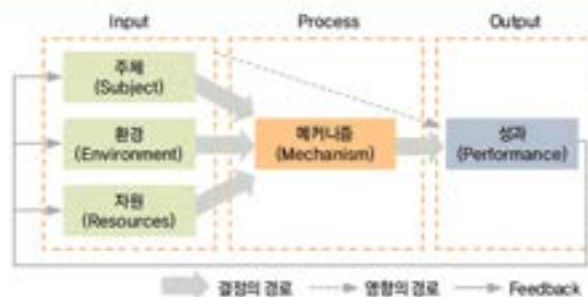 Input Process Output
주체
(Subject)
환경
(Environment)
자원
(Resources)
메커니즘
(Mechanism)
성과
(Performance)
결정의 경로 영향의 경로 Feedback